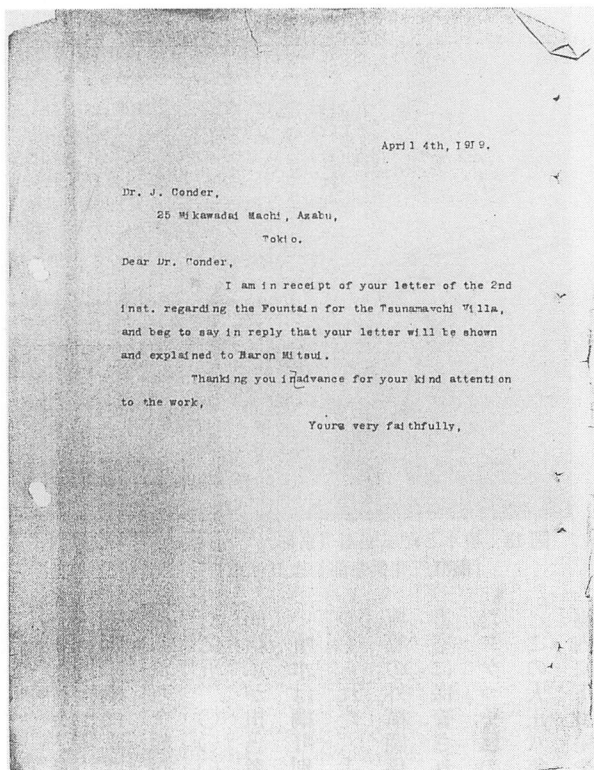 April 4th, 1919.
Dr. J. Conder,
25 Mikawadai Machi, Azabu,
Tokio.
Dear Dr. Conder,
I am in receipt of your letter of the 2nd
inst. regarding the Fountain for the Tsunamavchi Villa,
and beg to say in reply that your letter will be shown
and explained to Baron Mitsui.
Thanking you in advance for your kind attention
to the work,
Yours very faithfully,